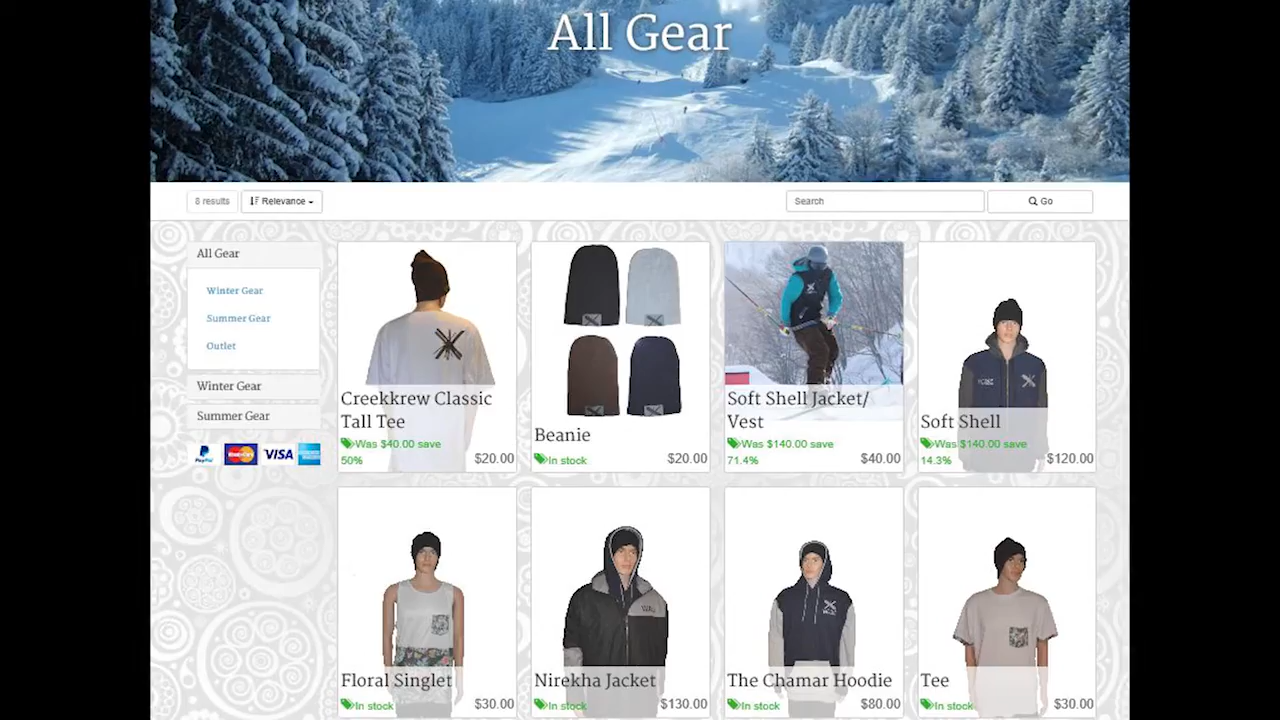 All Gear
8 results
Relevance
Search
Go
All Gear
Winter Gear
Summer Gear
Outlet
Winter Gear
Summer Gear
PayPal
MasterCard
VISA
Creekkrew Classic
Tall Tee
Was $40.00 save
50%
$20.00
Beanie
In stock
$20.00
Soft Shell Jacket/
Vest
Was $140.00 save
71.4%
$40.00
Soft Shell
Was $140.00 save
14.3%
$120.00
Floral Singlet
In stock
$30.00
Nirekha Jacket
In stock
$130.00
The Chamar Hoodie
In stock
$80.00
Tee
In stock
$30.00